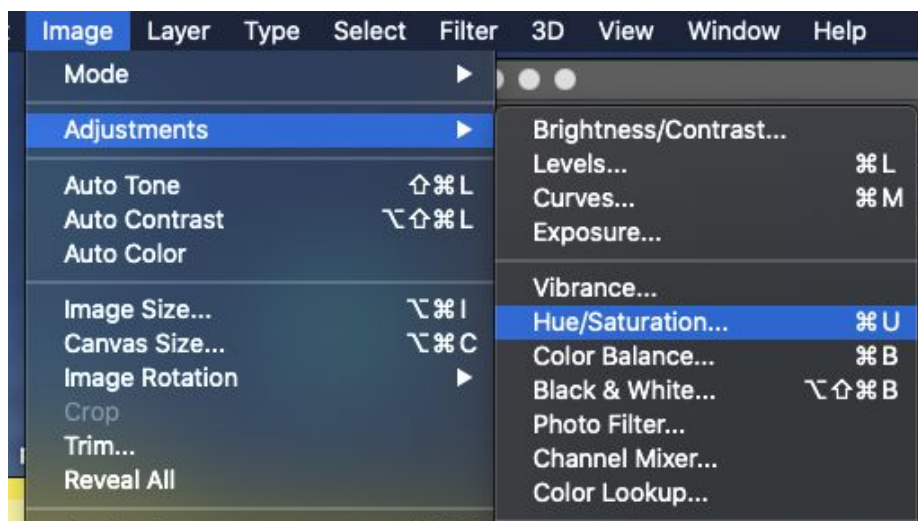 Image Layer Type Select Filter 3D View Window Help
Mode ▶
Adjustments ▶
Auto Tone ⇧⌘L
Auto Contrast ⌥⇧⌘L
Auto Color
Image Size... ⌥⌘I
Canvas Size... ⌥⌘C
Image Rotation ▶
Crop
Trim...
Reveal All
Brightness/Contrast...
Levels... ⌘L
Curves... ⌘M
Exposure...
Vibrance...
Hue/Saturation... ⌘U
Color Balance... ⌘B
Black & White... ⌥⇧⌘B
Photo Filter...
Channel Mixer...
Color Lookup...